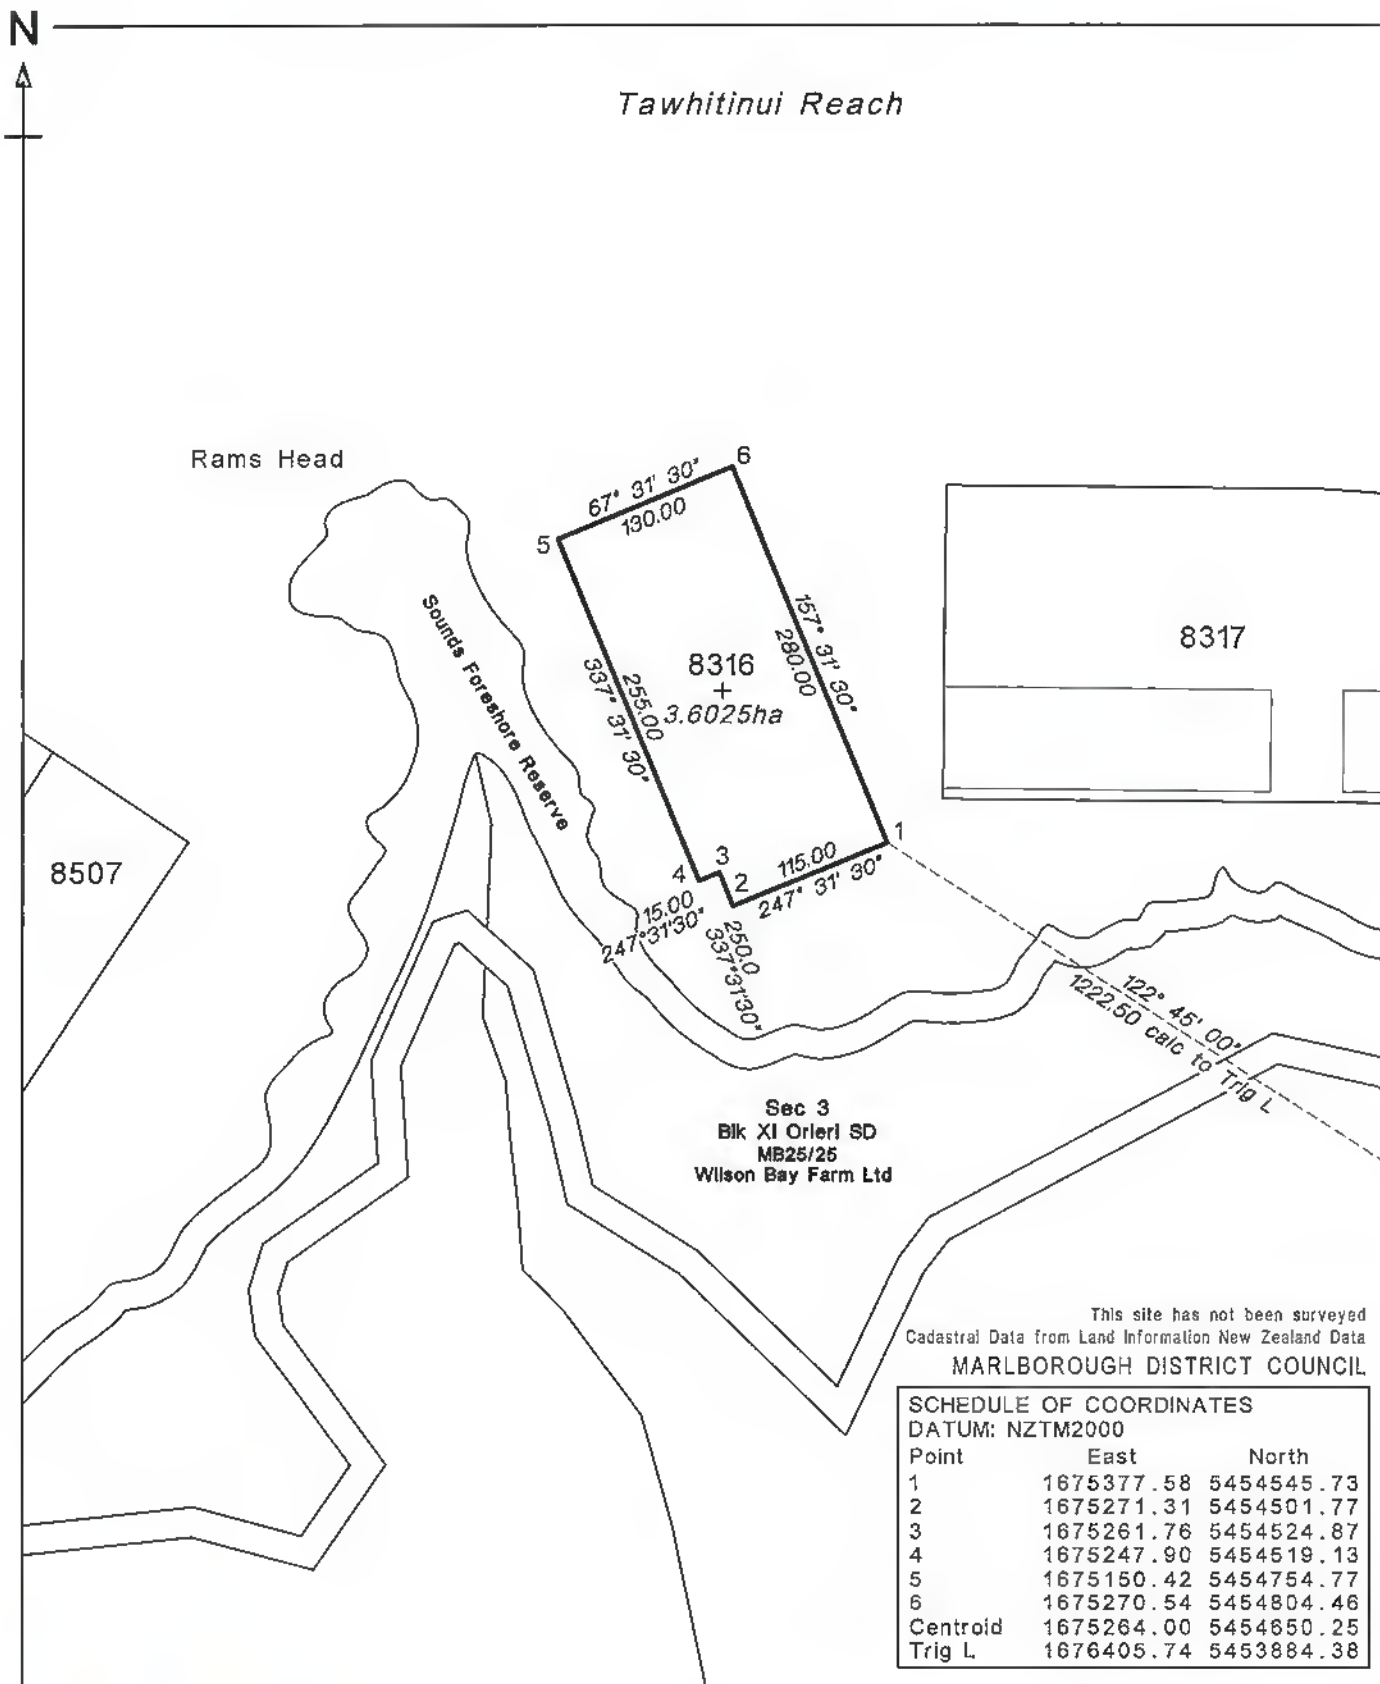 N
Tawhitinui Reach
Rams Head
6
67° 31' 30"
130.00
5
Sounds Foreshore Reserve
157° 31' 30"
280.00
8317
8316
+
3.6025ha
255.00
337° 31' 30"
8507
1
115.00
247° 31' 30"
3
4
2
15.00
247°31'30"
250.0
337°31'30"
122° 45' 00"
1222.50 calc to Trig L
Sec 3
Blk XI Orieri SD
MB25/25
Wilson Bay Farm Ltd
This site has not been surveyed
Cadastral Data from Land Information New Zealand Data
MARLBOROUGH DISTRICT COUNCIL
SCHEDULE OF COORDINATES
DATUM: NZTM2000
Point East North
1 1675377.58 5454545.73
2 1675271.31 5454501.77
3 1675261.76 5454524.87
4 1675247.90 5454519.13
5 1675150.42 5454754.77
6 1675270.54 5454804.46
Centroid 1675264.00 5454650.25
Trig L 1676405.74 5453884.38